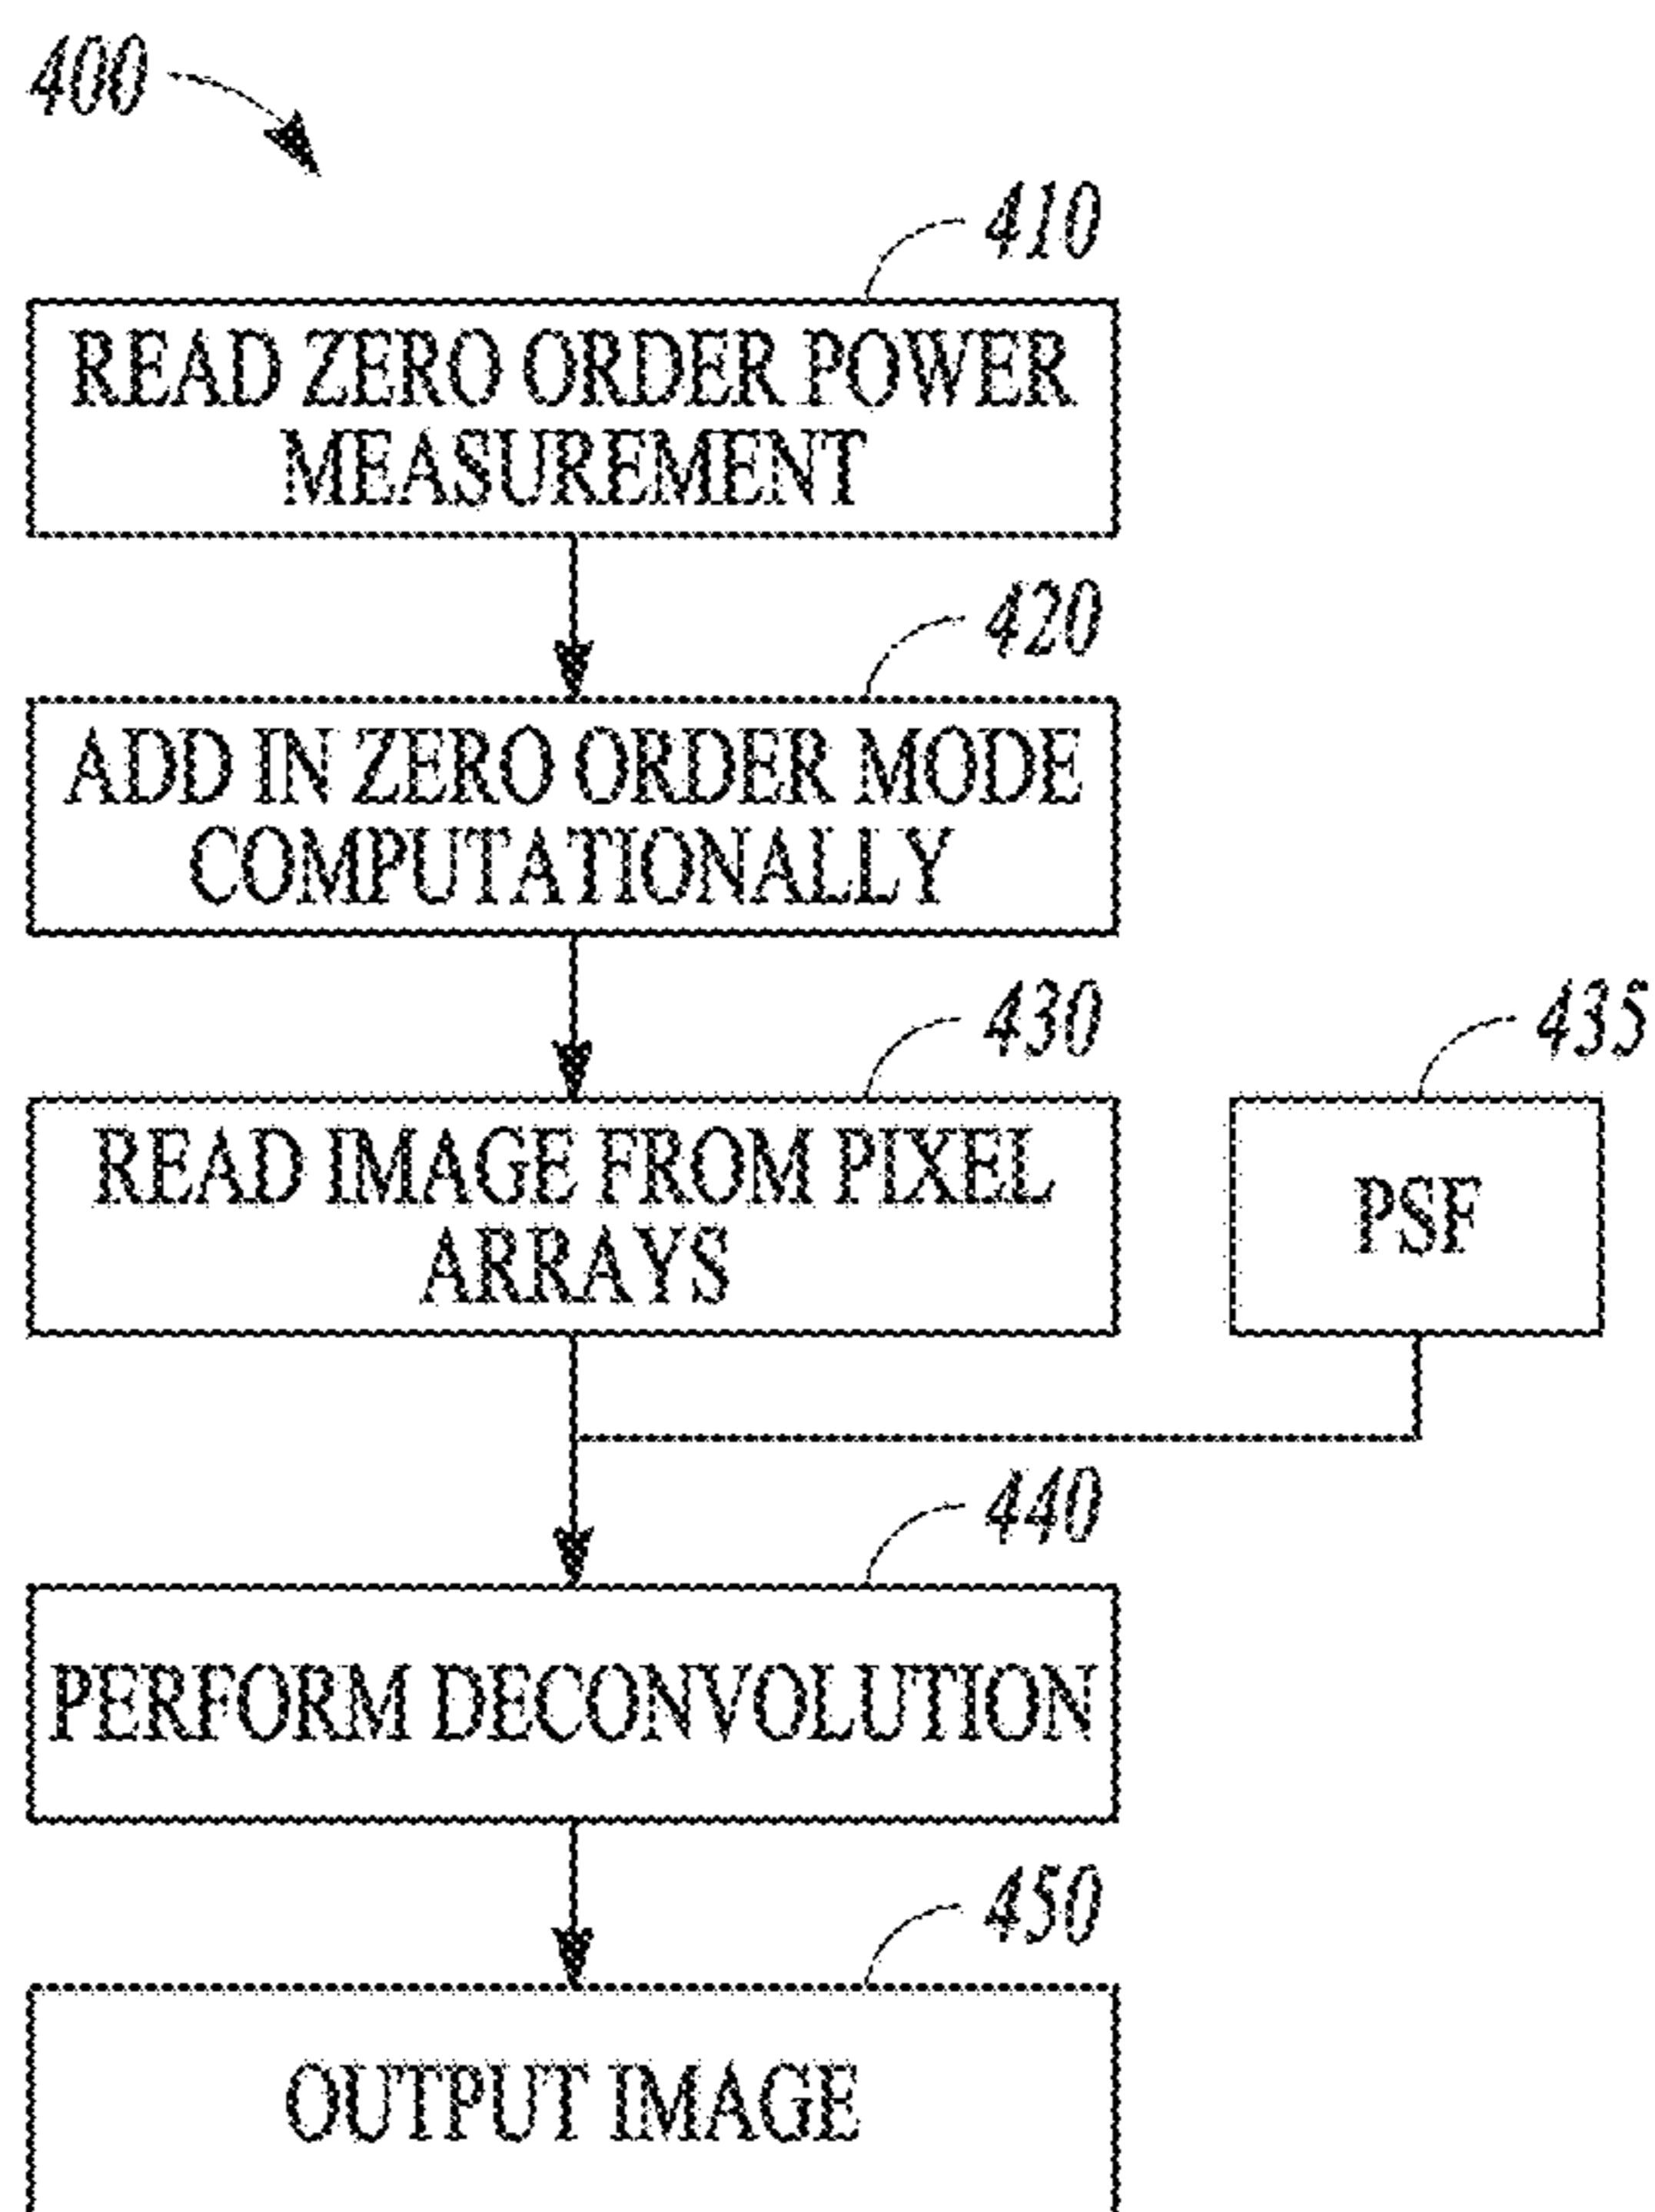 400
410
READ ZERO ORDER POWER
MEASUREMENT
420
ADD IN ZERO ORDER MODE
COMPUTATIONALLY
430
435
READ IMAGE FROM PIXEL
ARRAYS
PSF
440
PERFORM DECONVOLUTION
450
OUTPUT IMAGE